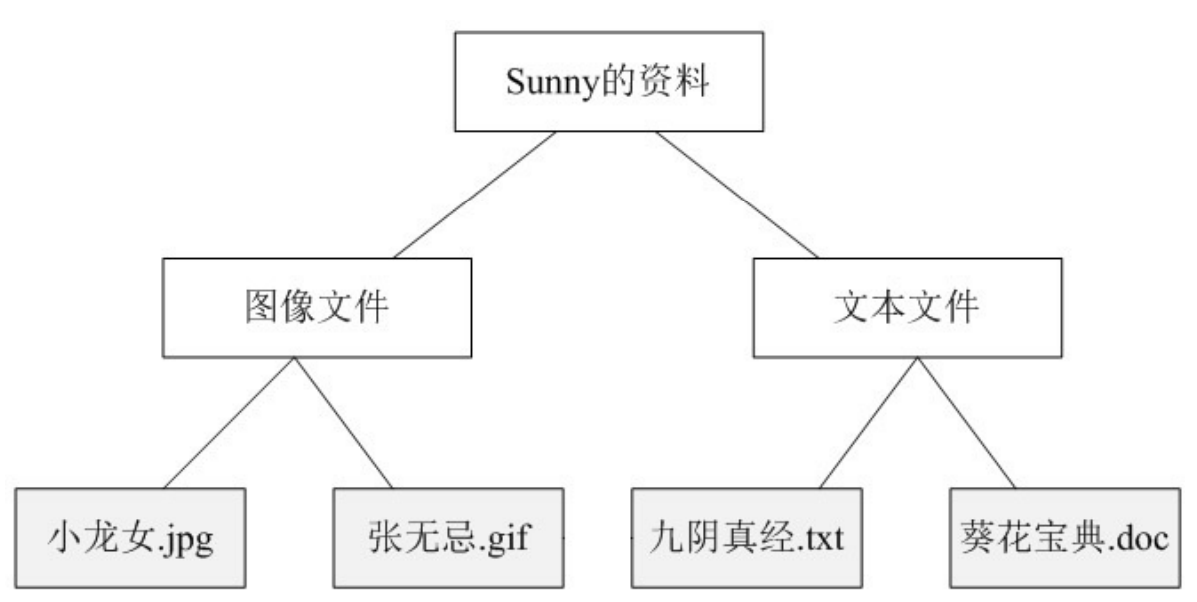 Sunny的资料
图像文件
文本文件
小龙女.jpg
张无忌.gif
九阴真经.txt
葵花宝典.doc